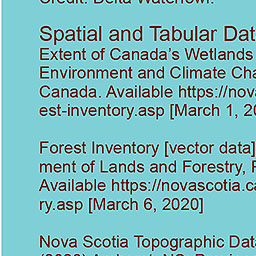 Credit: Delta Waterfowl.
Spatial and Tabular Dat
Extent of Canada's Wetlands
Environment and Climate Cha
Canada. Available https://nova
est-inventory.asp [March 1, 20
Forest Inventory [vector data]
ment of Lands and Forestry,
Available https://novascotia.ca
ry.asp [March 6, 2020]
Nova Scotia Topographic Data